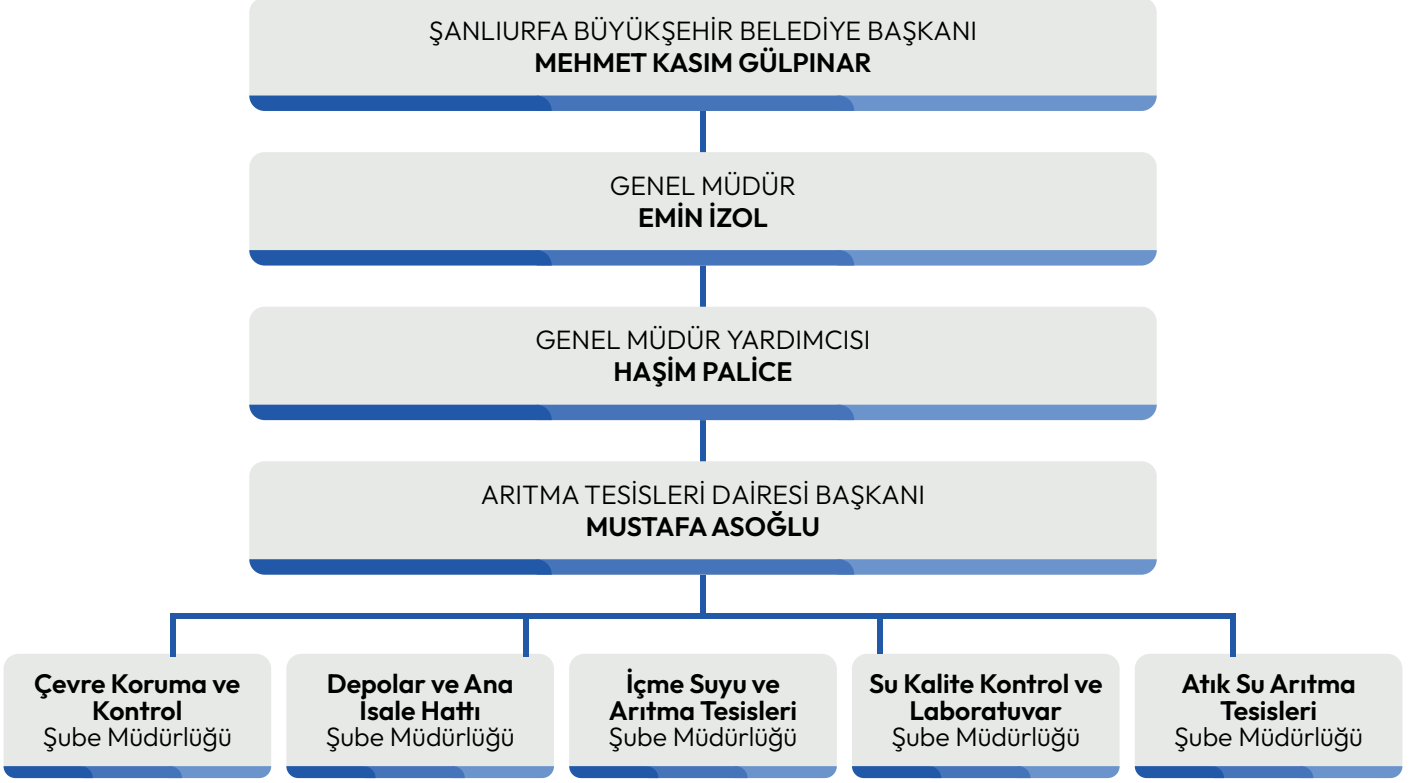 ŞANLIURFA BÜYÜKŞEHİR BELEDİYE BAŞKANI
MEHMET KASIM GÜLPINAR
GENEL MÜDÜR
EMİN İZOL
GENEL MÜDÜR YARDIMCISI
HAŞİM PALİCE
ARITMA TESİSLERİ DAİRESİ BAŞKANI
MUSTAFA ASOĞLU
Çevre Koruma ve
Kontrol
Şube Müdürlüğü
Depolar ve Ana
İsale Hattı
Şube Müdürlüğü
İçme Suyu ve
Arıtma Tesisleri
Şube Müdürlüğü
Su Kalite Kontrol ve
Laboratuvar
Şube Müdürlüğü
Atık Su Arıtma
Tesisleri
Şube Müdürlüğü